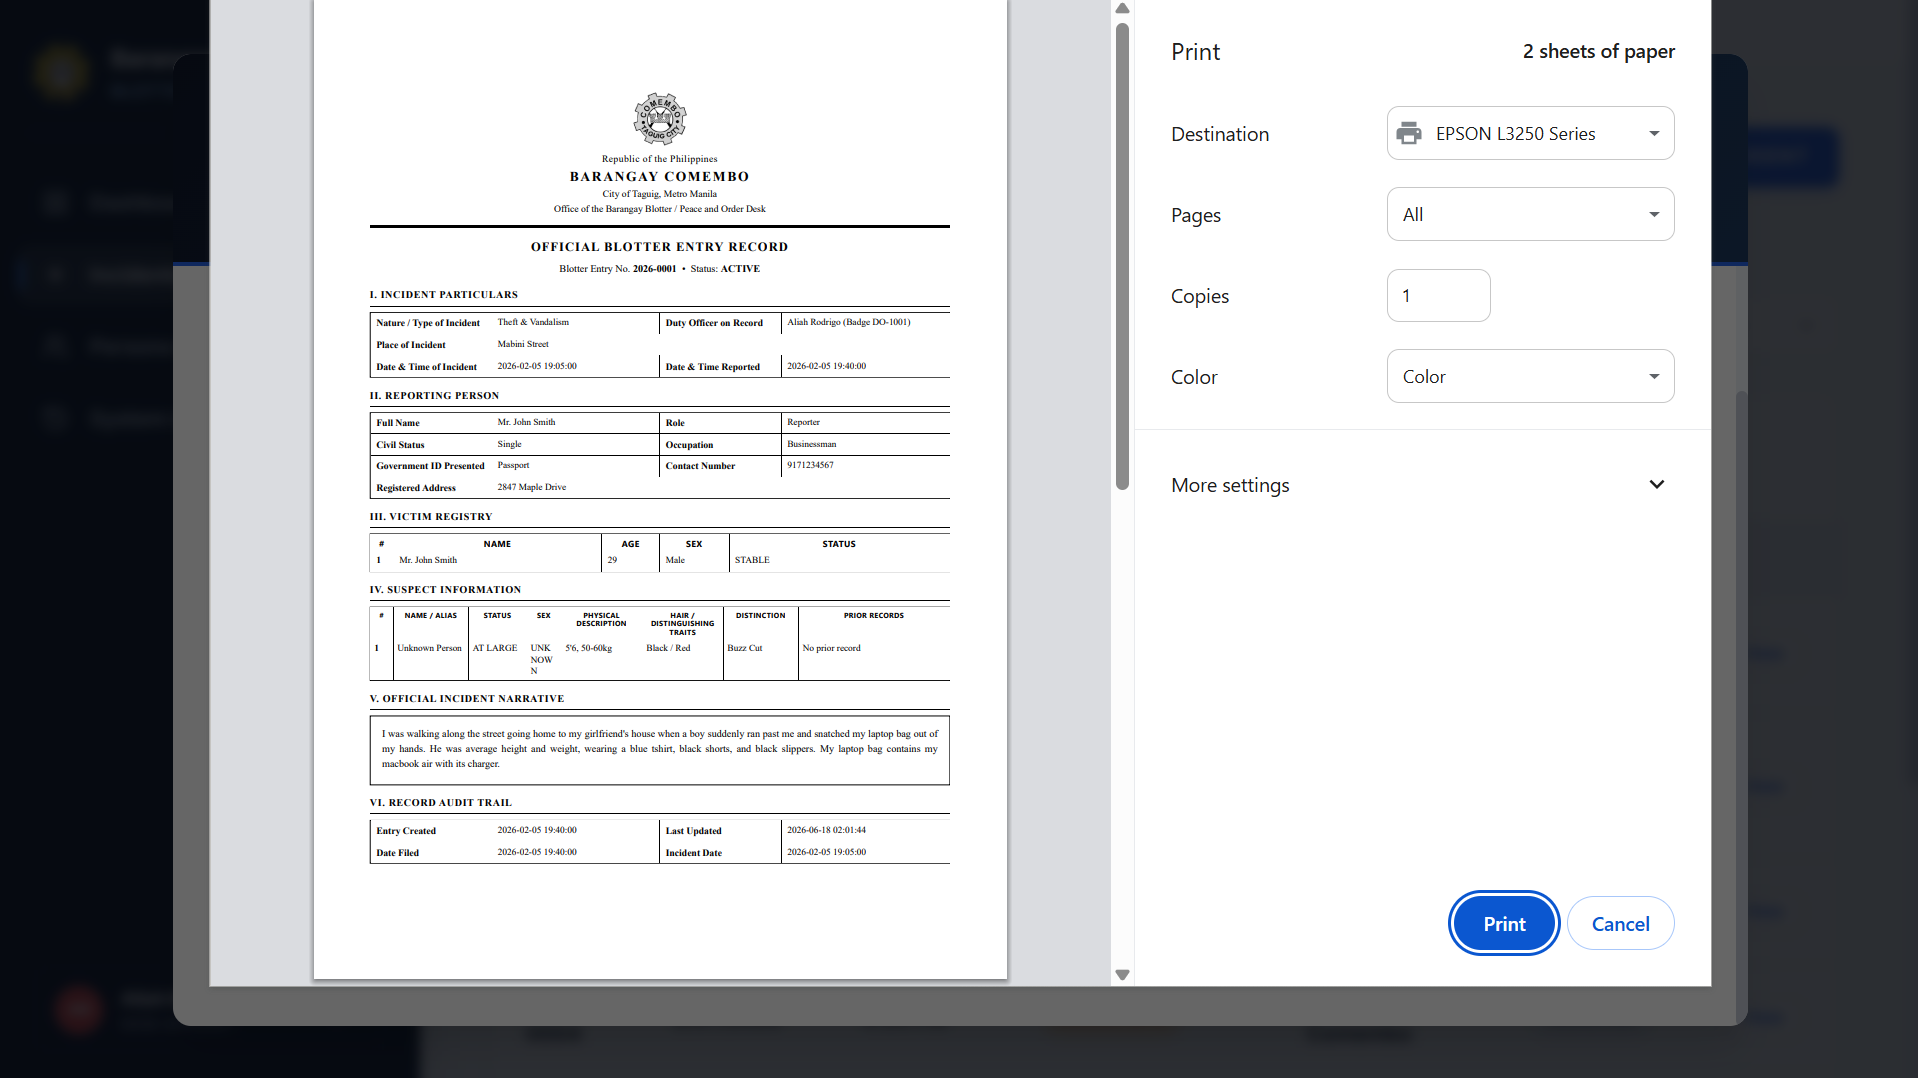 COMEMBO
TAGUIG CITY
Republic of the Philippines
BARANGAY COMEMBO
City of Taguig, Metro Manila
Office of the Barangay Blotter / Peace and Order Desk
OFFICIAL BLOTTER ENTRY RECORD
Blotter Entry No. 2026-0001 • Status: ACTIVE
I. INCIDENT PARTICULARS
Nature / Type of Incident Theft & Vandalism Duty Officer on Record Aliah Rodrigo (Badge DO-1001)
Place of Incident Mabini Street
Date & Time of Incident 2026-02-05 19:05:00 Date & Time Reported 2026-02-05 19:40:00
II. REPORTING PERSON
Full Name Mr. John Smith Role Reporter
Civil Status Single Occupation Businessman
Government ID Presented Passport Contact Number 9171234567
Registered Address 2847 Maple Drive
III. VICTIM REGISTRY
# NAME AGE SEX STATUS
1 Mr. John Smith 29 Male STABLE
IV. SUSPECT INFORMATION
# NAME / ALIAS STATUS SEX PHYSICAL DESCRIPTION HAIR / DISTINGUISHING TRAITS DISTINCTION PRIOR RECORDS
1 Unknown Person AT LARGE UNK NOW N 5'6, 50-60kg Black / Red Buzz Cut No prior record
V. OFFICIAL INCIDENT NARRATIVE
I was walking along the street going home to my girlfriend's house when a boy suddenly ran past me and snatched my laptop bag out of
my hands. He was average height and weight, wearing a blue tshirt, black shorts, and black slippers. My laptop bag contains my
macbook air with its charger.
VI. RECORD AUDIT TRAIL
Entry Created 2026-02-05 19:40:00 Last Updated 2026-06-18 02:01:44
Date Filed 2026-02-05 19:40:00 Incident Date 2026-02-05 19:05:00
Print 2 sheets of paper
Destination EPSON L3250 Series
Pages All
Copies 1
Color Color
More settings
Print Cancel